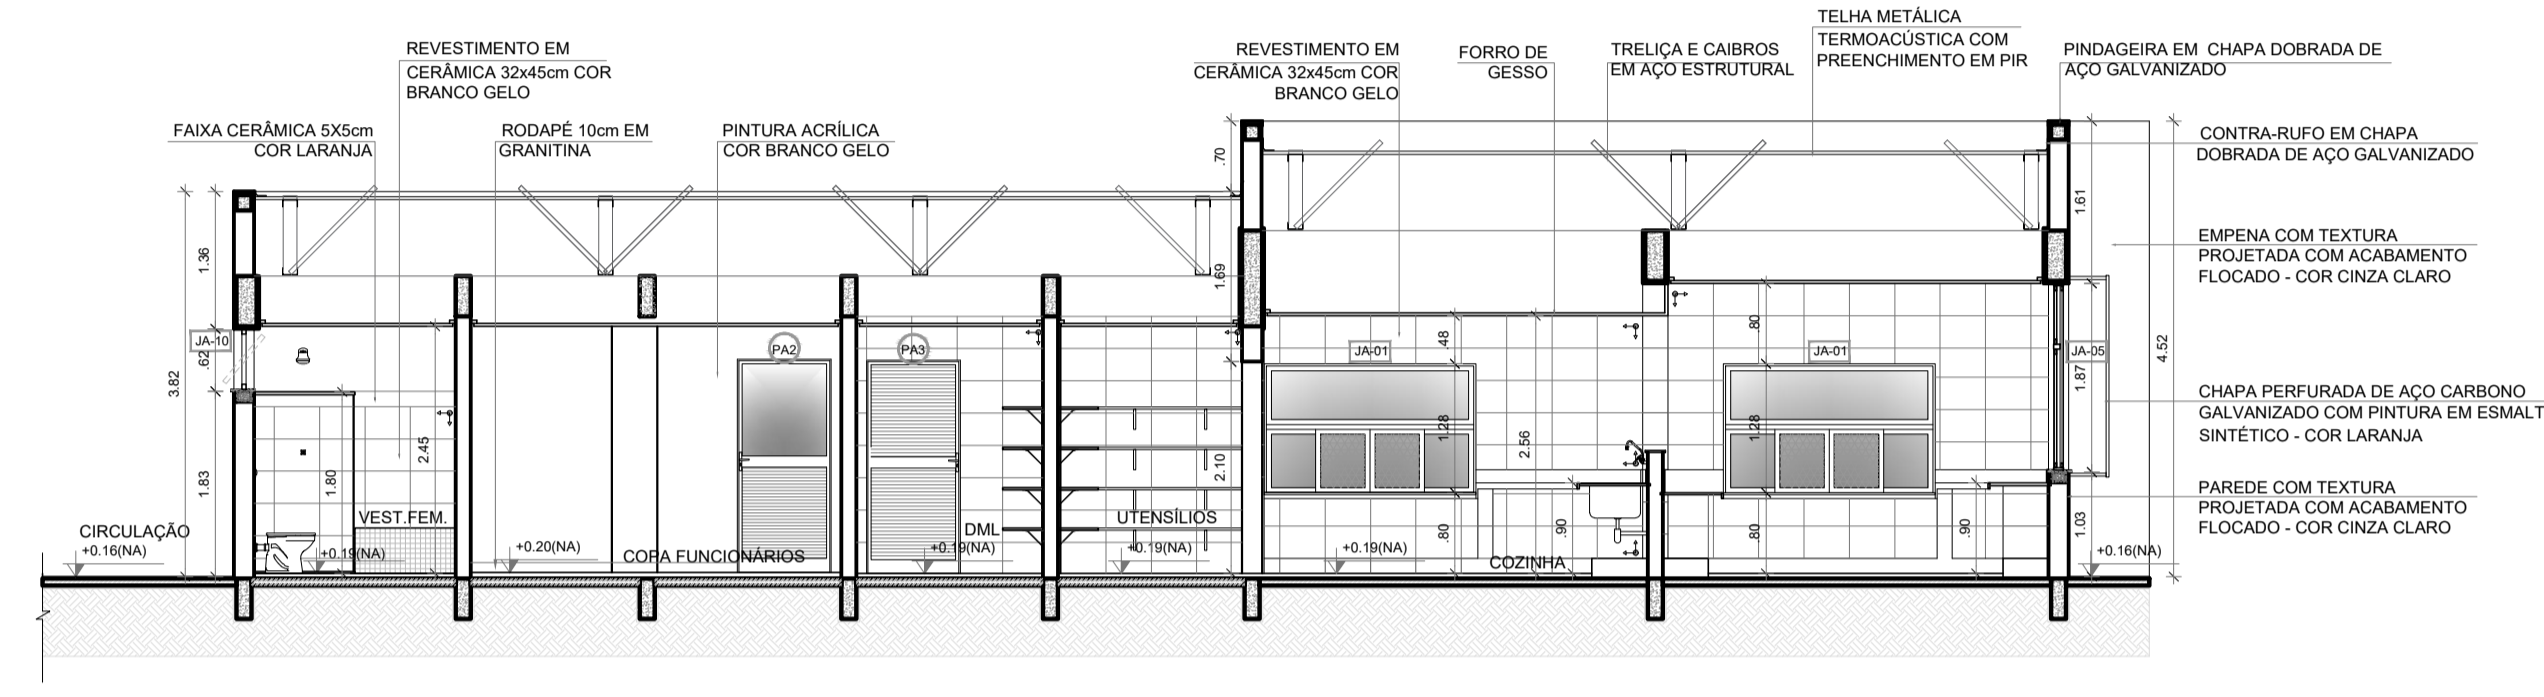 TELHA METÁLICA
TERMOACÚSTICA COM
PREENCHIMENTO EM PIR
REVESTIMENTO EM
CERÂMICA 32x45cm COR
BRANCO GELO
REVESTIMENTO EM
CERÂMICA 32x45cm COR
BRANCO GELO
FORRO DE
GESSO
TRELIÇA E CAIBROS
EM AÇO ESTRUTURAL
PINDAGEIRA EM CHAPA DOBRADA DE
AÇO GALVANIZADO
FAIXA CERÂMICA 5X5cm
COR LARANJA
RODAPÉ 10cm EM
GRANITINA
PINTURA ACRÍLICA
COR BRANCO GELO
CONTRA-RUFO EM CHAPA
DOBRADA DE AÇO GALVANIZADO
.70
1.61
1.36
1.69
EMPENA COM TEXTURA
PROJETADA COM ACABAMENTO
FLOCADO - COR CINZA CLARO
JA-10
.62
3.82
PA2
PA3
.48
JA-01
.80
JA-01
JA-05
1.87
4.52
CHAPA PERFURADA DE AÇO CARBONO
GALVANIZADO COM PINTURA EM ESMALT
SINTÉTICO - COR LARANJA
2.45
1.28
2.56
1.28
1.83
1.80
2.10
PAREDE COM TEXTURA
PROJETADA COM ACABAMENTO
FLOCADO - COR CINZA CLARO
CIRCULAÇÃO
+0.16(NA)
VEST.FEM.
+0.19(NA)
+0.20(NA)
COPA FUNCIONÁRIOS
DML
+0.19(NA)
UTENSÍLIOS
+0.19(NA)
+0.19(NA)
.80
.90
COZINHA
.80
.90
1.03
+0.16(NA)